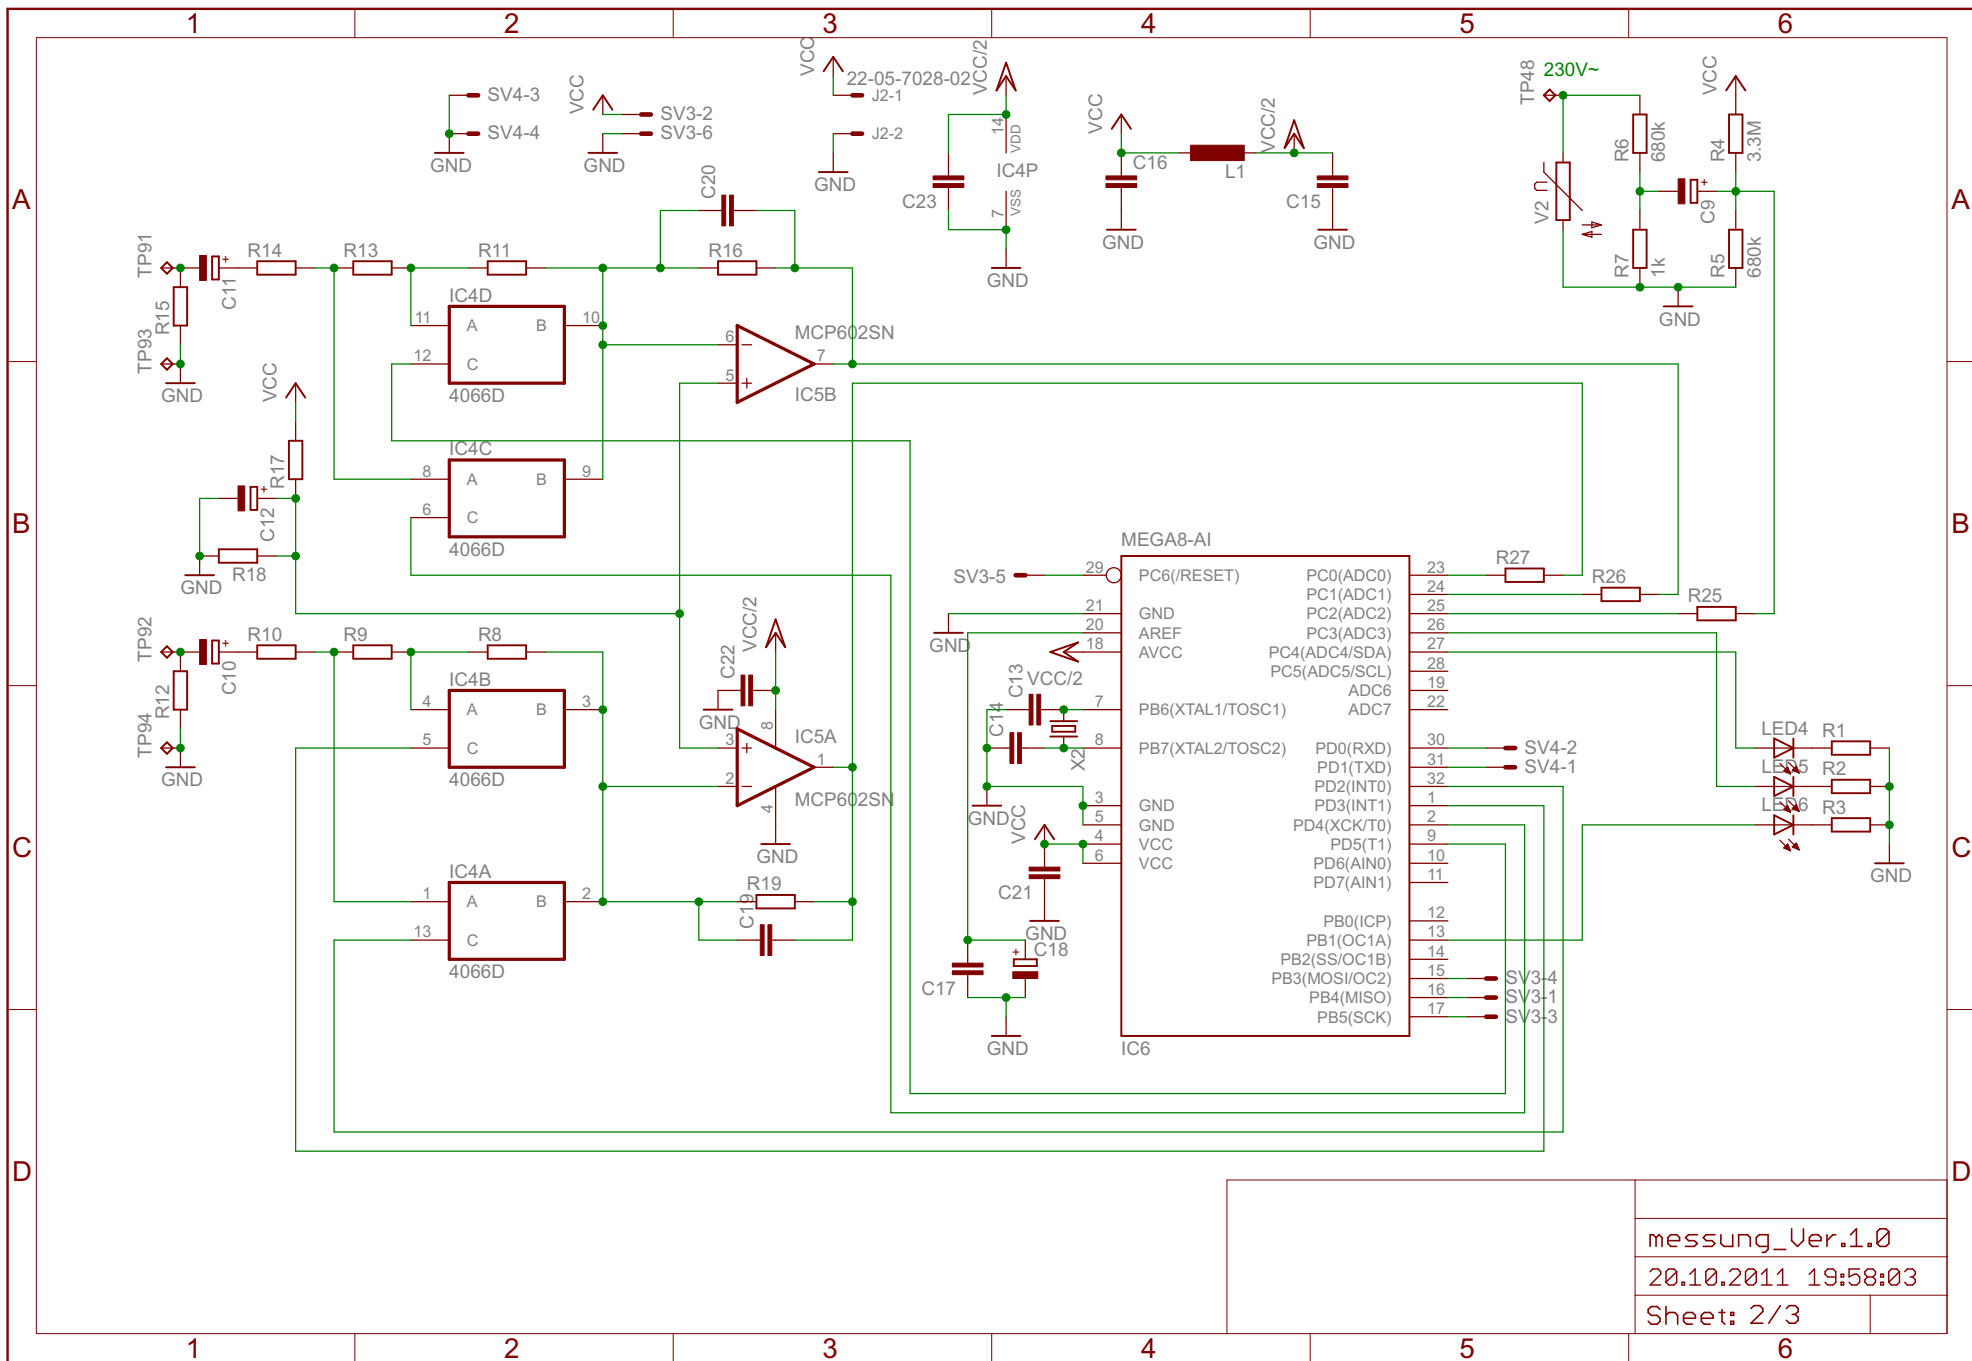 1 2 3 4 5 6
A
B
C
D
A
B
C
D
1 2 3 4 5 6
SV4-3
SV4-4
GND
VCC
SV3-2
SV3-6
GND
VCC
22-05-7028-02
J2-1
J2-2
GND
VCC/2
14
VDD
IC4P
C23
7
VSS
GND
VCC
C16
L1
VCC/2
C15
GND
GND
TP48
230V~
V2
R6
680k
R7
1k
C9
VCC
R4
3.3M
R5
680k
GND
TP91
C11
R14
R13
R11
C20
R16
R15
TP93
GND
IC4D
11
A
B
10
12
C
4066D
6
5
7
MCP602SN
IC5B
VCC
R17
C12
R18
GND
IC4C
8
A
B
9
6
C
4066D
TP92
C10
R10
R9
R8
R12
TP94
GND
IC4B
4
A
B
3
5
C
4066D
VCC/2
C22
GND
8
3
2
1
4
IC5A
MCP602SN
GND
IC4A
1
A
B
2
13
C
4066D
R19
C19
MEGA8-AI
SV3-5
29 PC6(/RESET)
21 GND
GND
20 AREF
18 AVCC
VCC/2
C13
7 PB6(XTAL1/TOSC1)
C14
X2
8 PB7(XTAL2/TOSC2)
GND
3 GND
5 GND
VCC
4 VCC
6 VCC
C21
GND
C17
C18
GND
IC6
PC0(ADC0) 23 R27
PC1(ADC1) 24 R26
PC2(ADC2) 25 R25
PC3(ADC3) 26
PC4(ADC4/SDA) 27
PC5(ADC5/SCL) 28
ADC6 19
ADC7 22
PD0(RXD) 30 SV4-2
PD1(TXD) 31 SV4-1
PD2(INT0) 32
PD3(INT1) 1
PD4(XCK/T0) 2
PD5(T1) 9
PD6(AIN0) 10
PD7(AIN1) 11
PB0(ICP) 12
PB1(OC1A) 13
PB2(SS/OC1B) 14
PB3(MOSI/OC2) 15 SV3-4
PB4(MISO) 16 SV3-1
PB5(SCK) 17 SV3-3
LED4 R1
LED5 R2
LED6 R3
GND
messung_Ver.1.0
20.10.2011 19:58:03
Sheet: 2/3